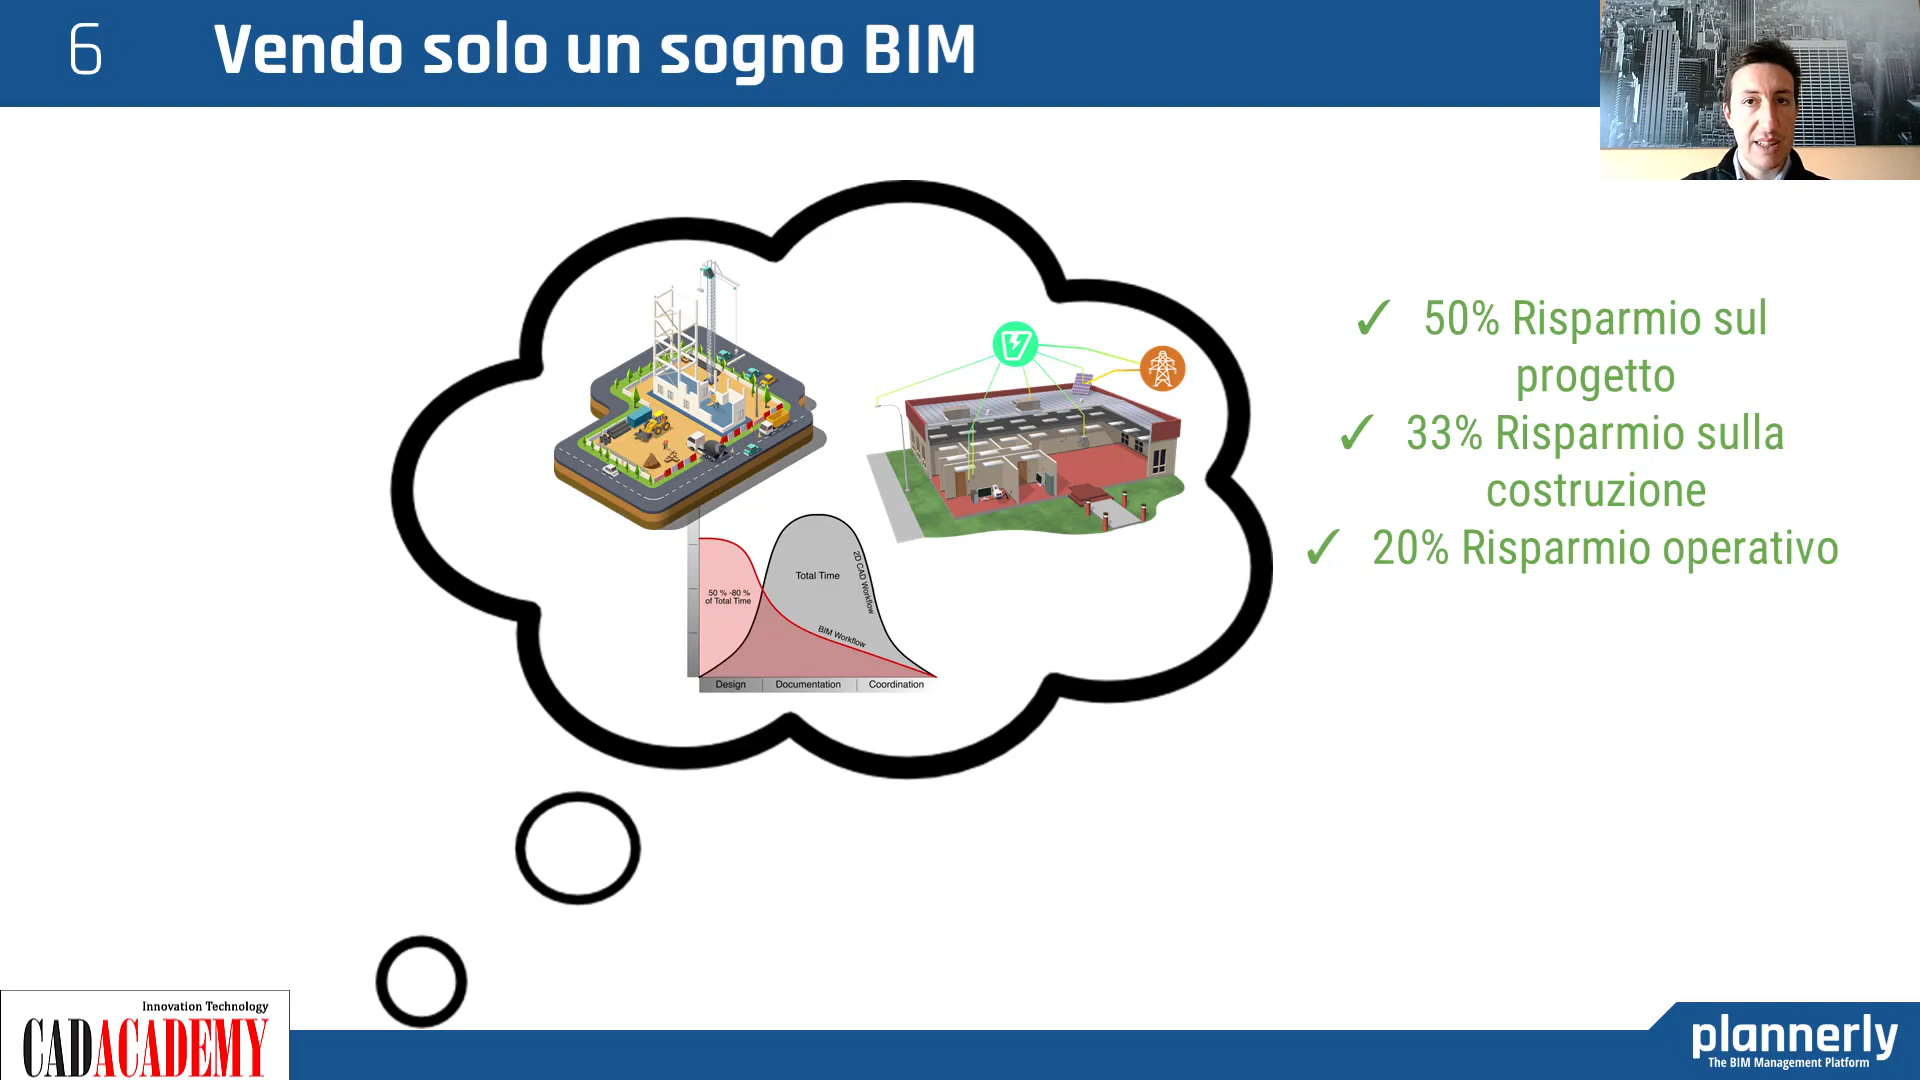 6 Vendo solo un sogno BIM
✓ 50% Risparmio sul
progetto
✓ 33% Risparmio sulla
costruzione
✓ 20% Risparmio operativo
Total Time
2D CAD Workflow
50 % -80 %
of Total Time
BIM Workflow
Design Documentation Coordination
Innovation Technology
CADACADEMY
plannerly
The BIM Management Platform